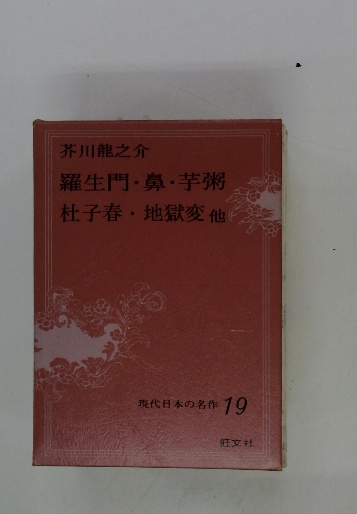 芥川龍之介
羅生門・鼻・芋粥
杜子春・地獄変 他
現代日本の名作 19
旺文社